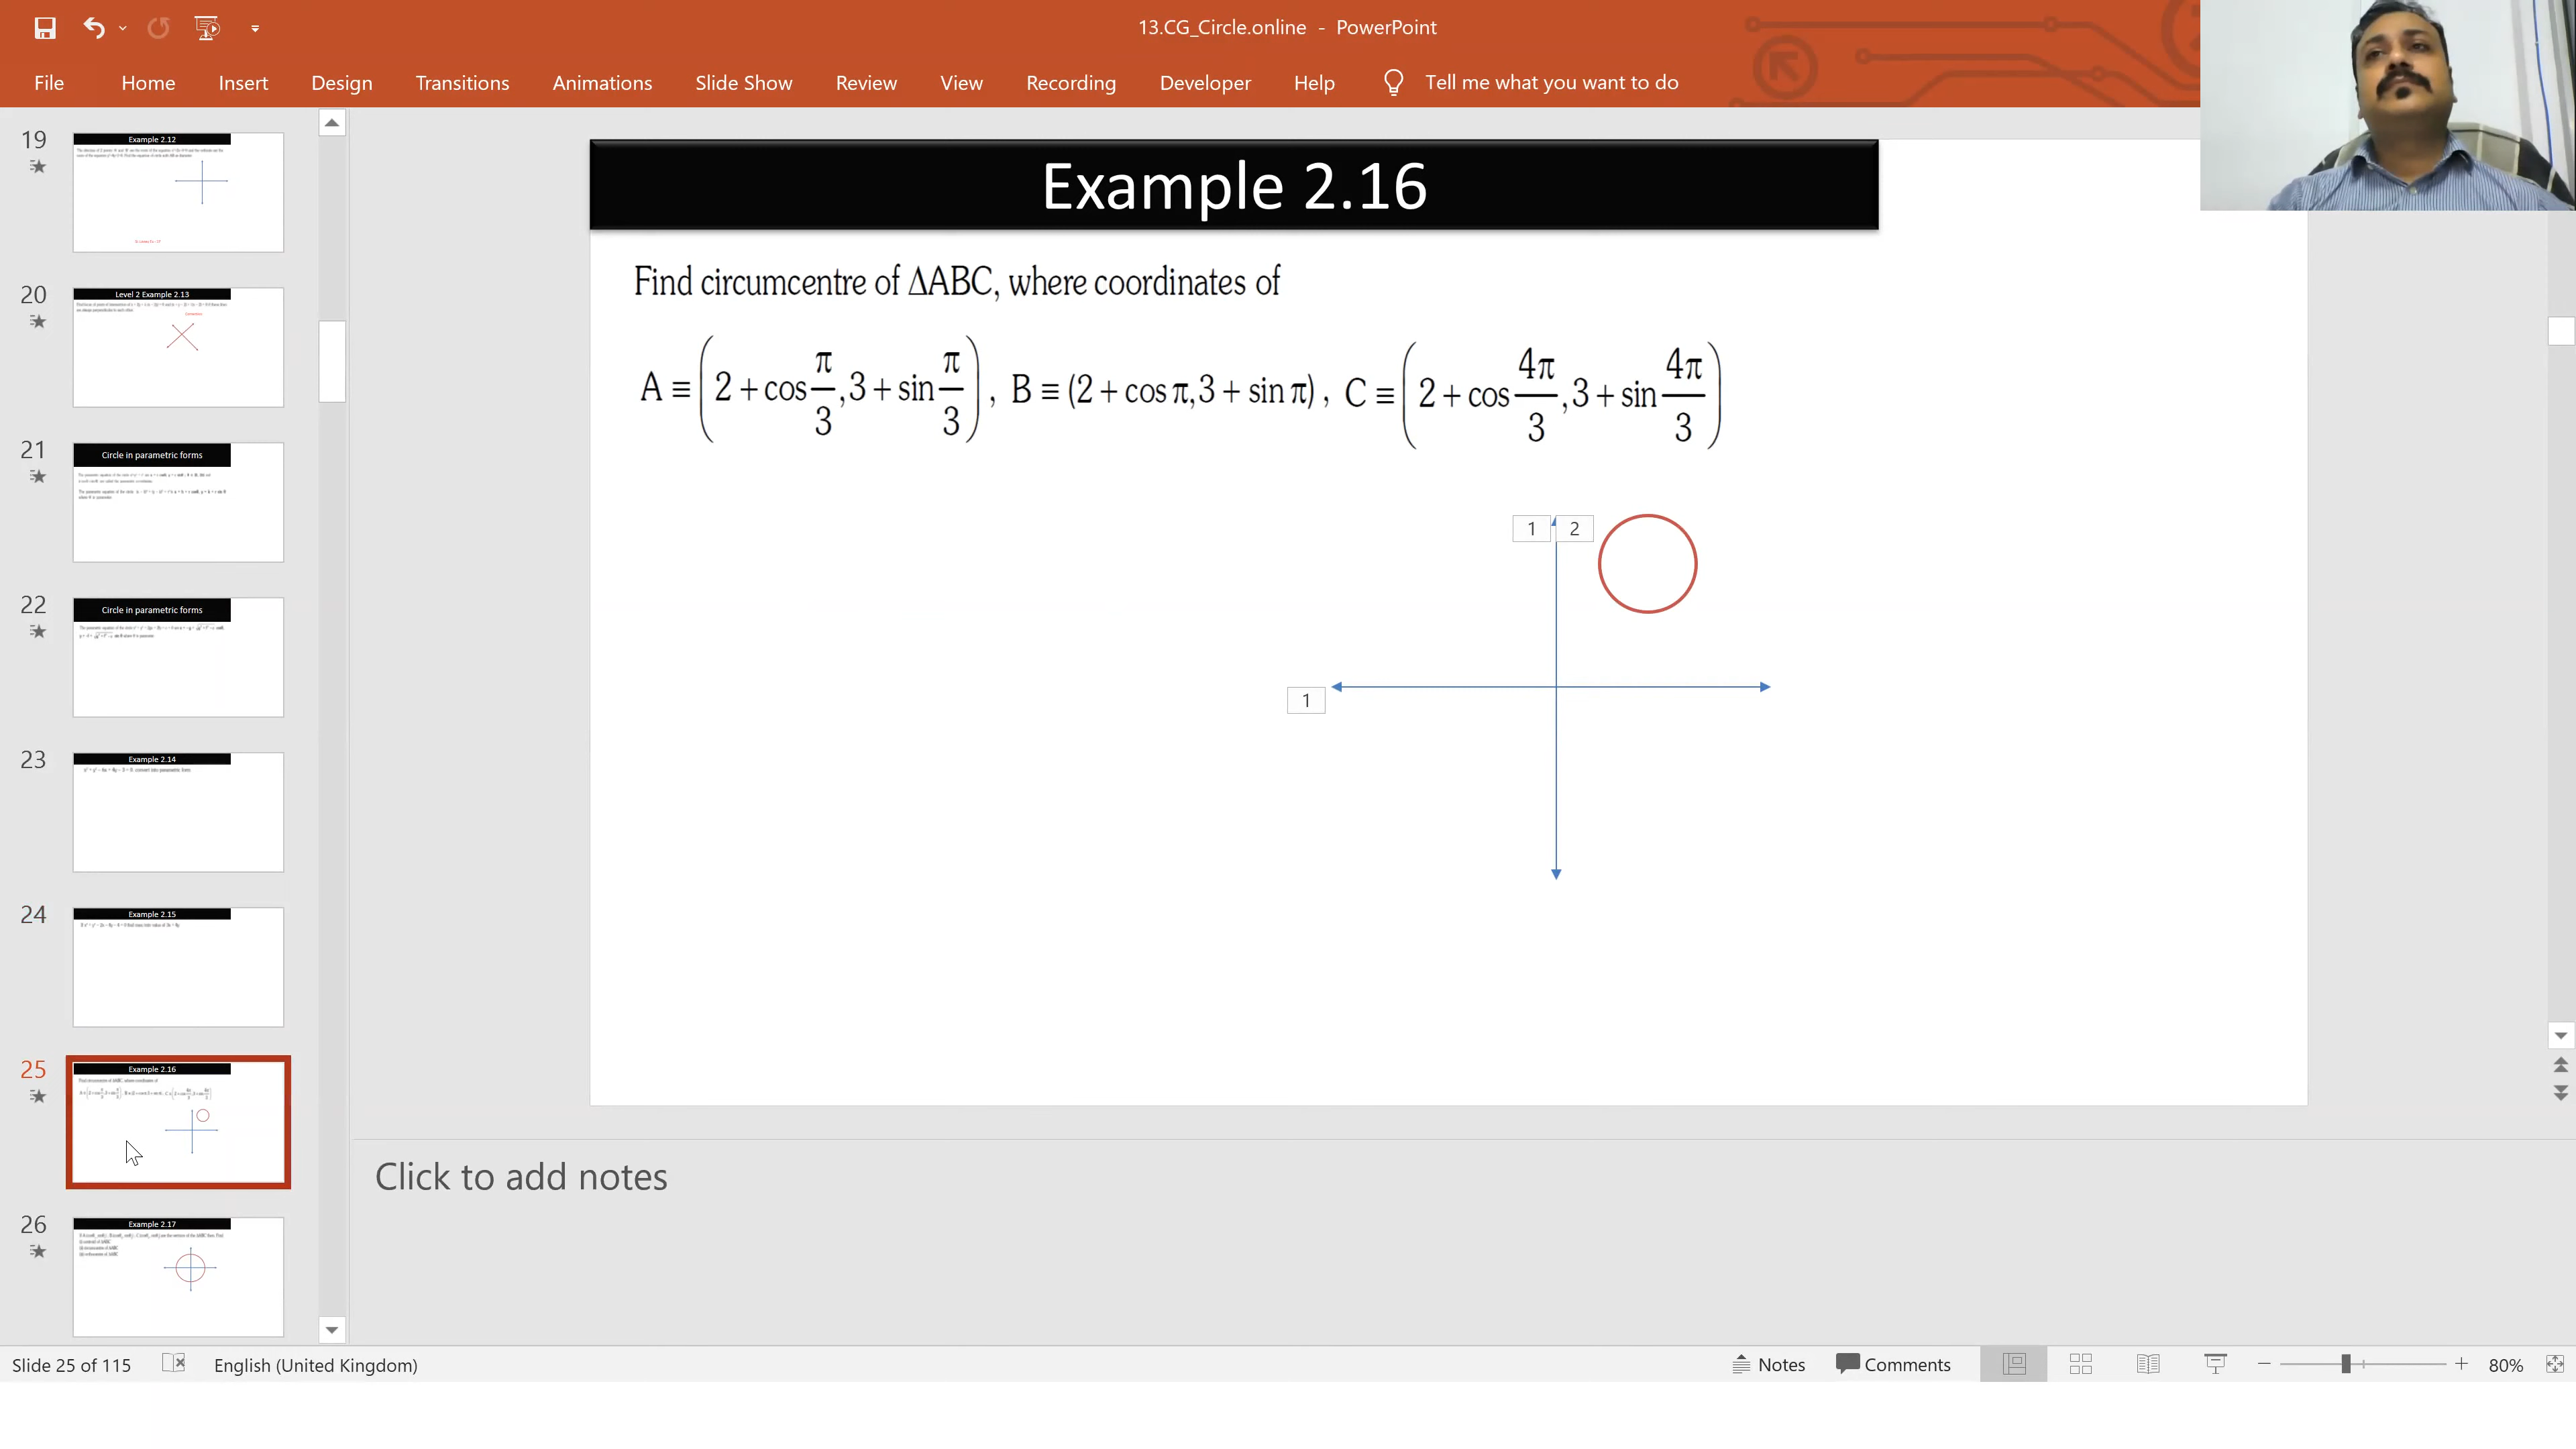 13.CG_Circle.online - PowerPoint
File Home Insert Design Transitions Animations Slide Show Review View Recording Developer Help Tell me what you want to do
19
Example 2.12
20
Level 2 Example 2.13
21
Circle in parametric forms
22
Circle in parametric forms
23
Example 2.14
24
Example 2.15
25
Example 2.16
26
Example 2.17
Example 2.16
Find circumcentre of ΔABC, where coordinates of
A ≡ (2 + cos π/3, 3 + sin π/3), B ≡ (2 + cos π, 3 + sin π), C ≡ (2 + cos 4π/3, 3 + sin 4π/3)
1 2
1
Click to add notes
Slide 25 of 115 English (United Kingdom) Notes Comments 80%